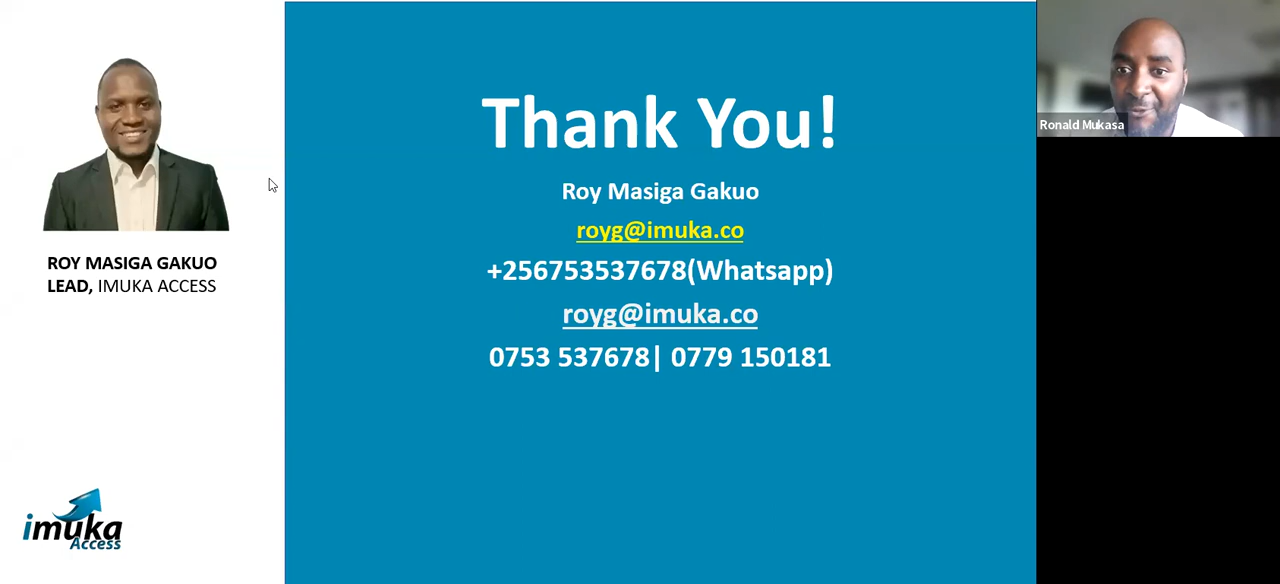 Thank You!
Roy Masiga Gakuo
royg@imuka.co
+256753537678(Whatsapp)
royg@imuka.co
0753 537678| 0779 150181
ROY MASIGA GAKUO
LEAD, IMUKA ACCESS
imuka
Access
Ronald Mukasa